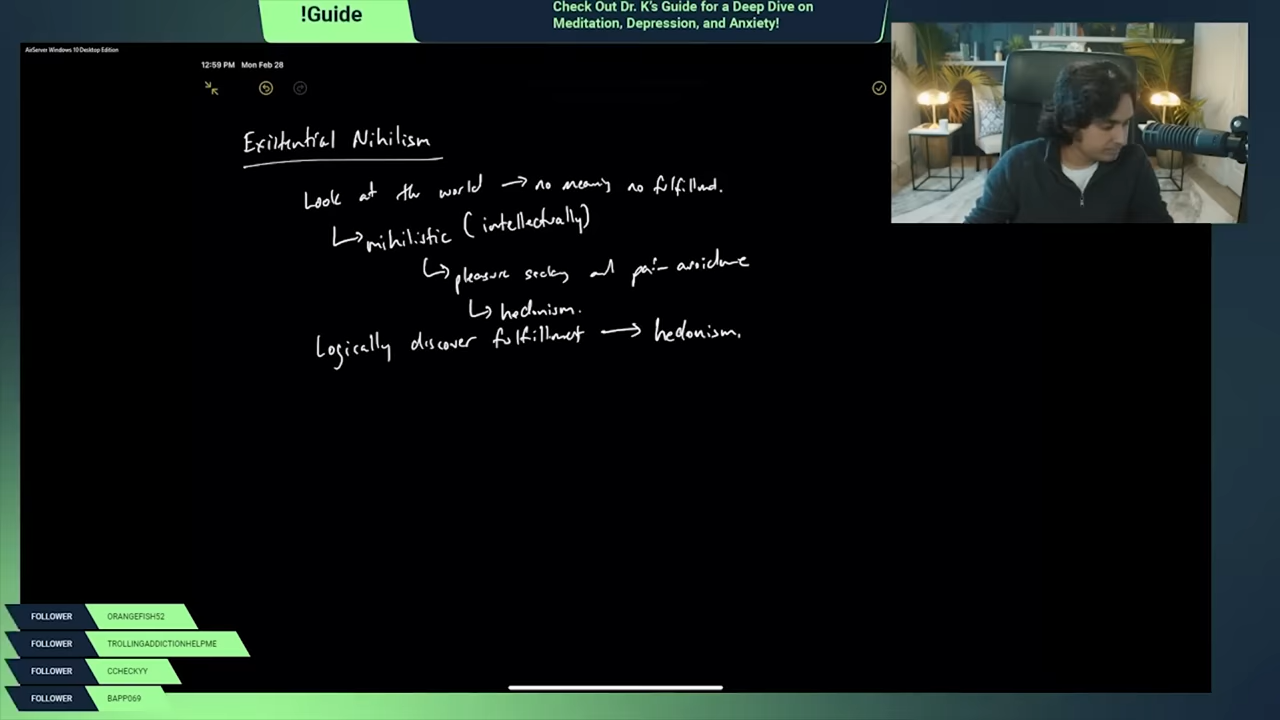 !Guide
Check Out Dr. K's Guide for a Deep Dive on
Meditation, Depression, and Anxiety!
AirServer Windows 10 Desktop Edition
12:59 PM Mon Feb 28
Existential Nihilism
Look at the world → no meaning no fulfillment.
↳ nihilistic (intellectually)
↳ pleasure seeking and pain avoidance
↳ hedonism.
Logically discover fulfillment → hedonism.
FOLLOWER ORANGEFISH52
FOLLOWER TROLLINGADDICTIONHELPME
FOLLOWER CCHECKYY
FOLLOWER BAPP069